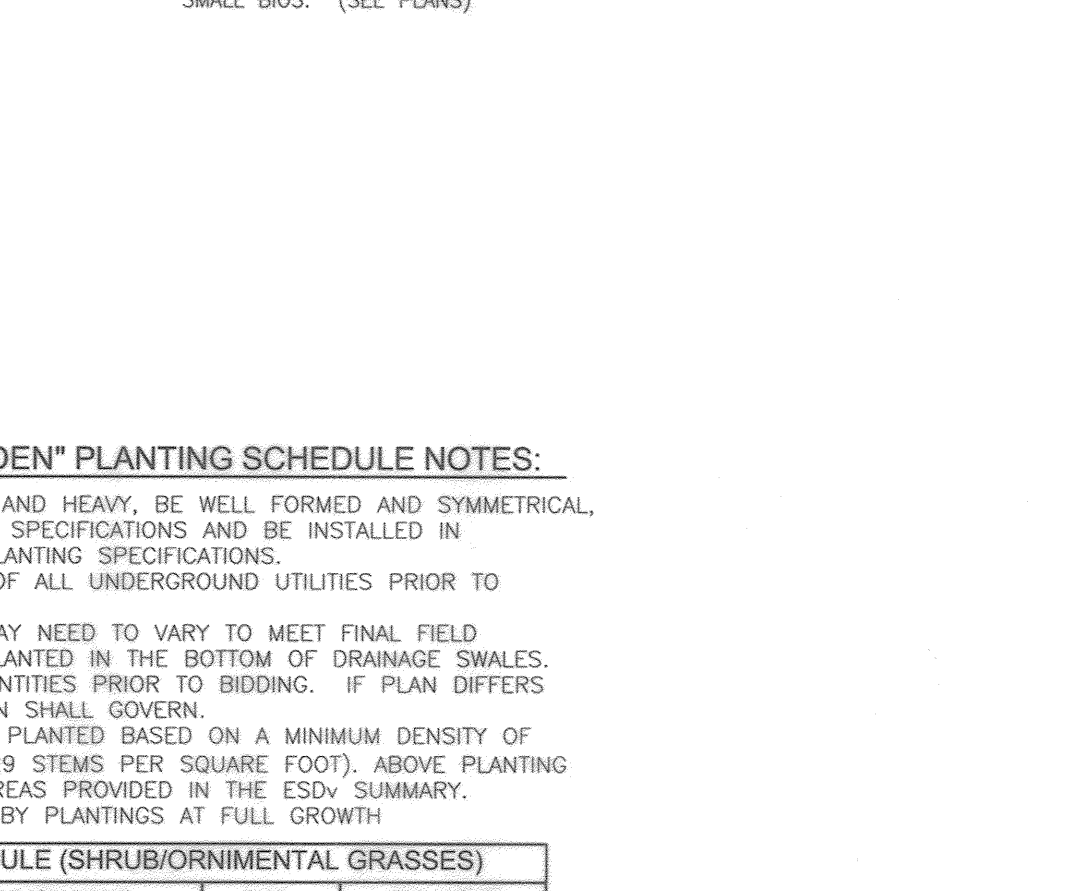 SMALL BIOS. (SEE PLANS)
DEN" PLANTING SCHEDULE NOTES:
AND HEAVY, BE WELL FORMED AND SYMMETRICAL,
SPECIFICATIONS AND BE INSTALLED IN
LANTING SPECIFICATIONS.
OF ALL UNDERGROUND UTILITIES PRIOR TO
AY NEED TO VARY TO MEET FINAL FIELD
LANTED IN THE BOTTOM OF DRAINAGE SWALES.
NTITIES PRIOR TO BIDDING. IF PLAN DIFFERS
N SHALL GOVERN.
PLANTED BASED ON A MINIMUM DENSITY OF
29 STEMS PER SQUARE FOOT). ABOVE PLANTING
REAS PROVIDED IN THE ESDv SUMMARY.
BY PLANTINGS AT FULL GROWTH
ULE (SHRUB/ORNIMENTAL GRASSES)